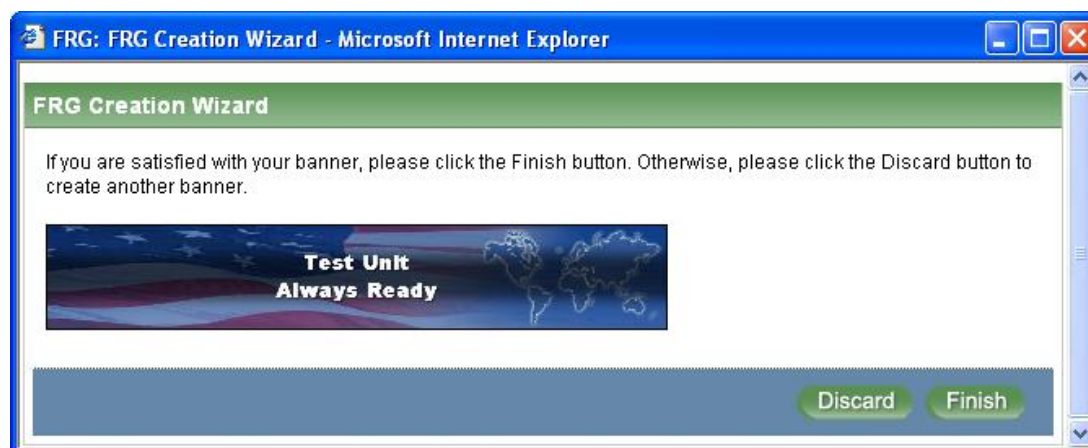 FRG: FRG Creation Wizard - Microsoft Internet Explorer
FRG Creation Wizard
If you are satisfied with your banner, please click the Finish button. Otherwise, please click the Discard button to
create another banner.
Test Unit
Always Ready
Discard Finish